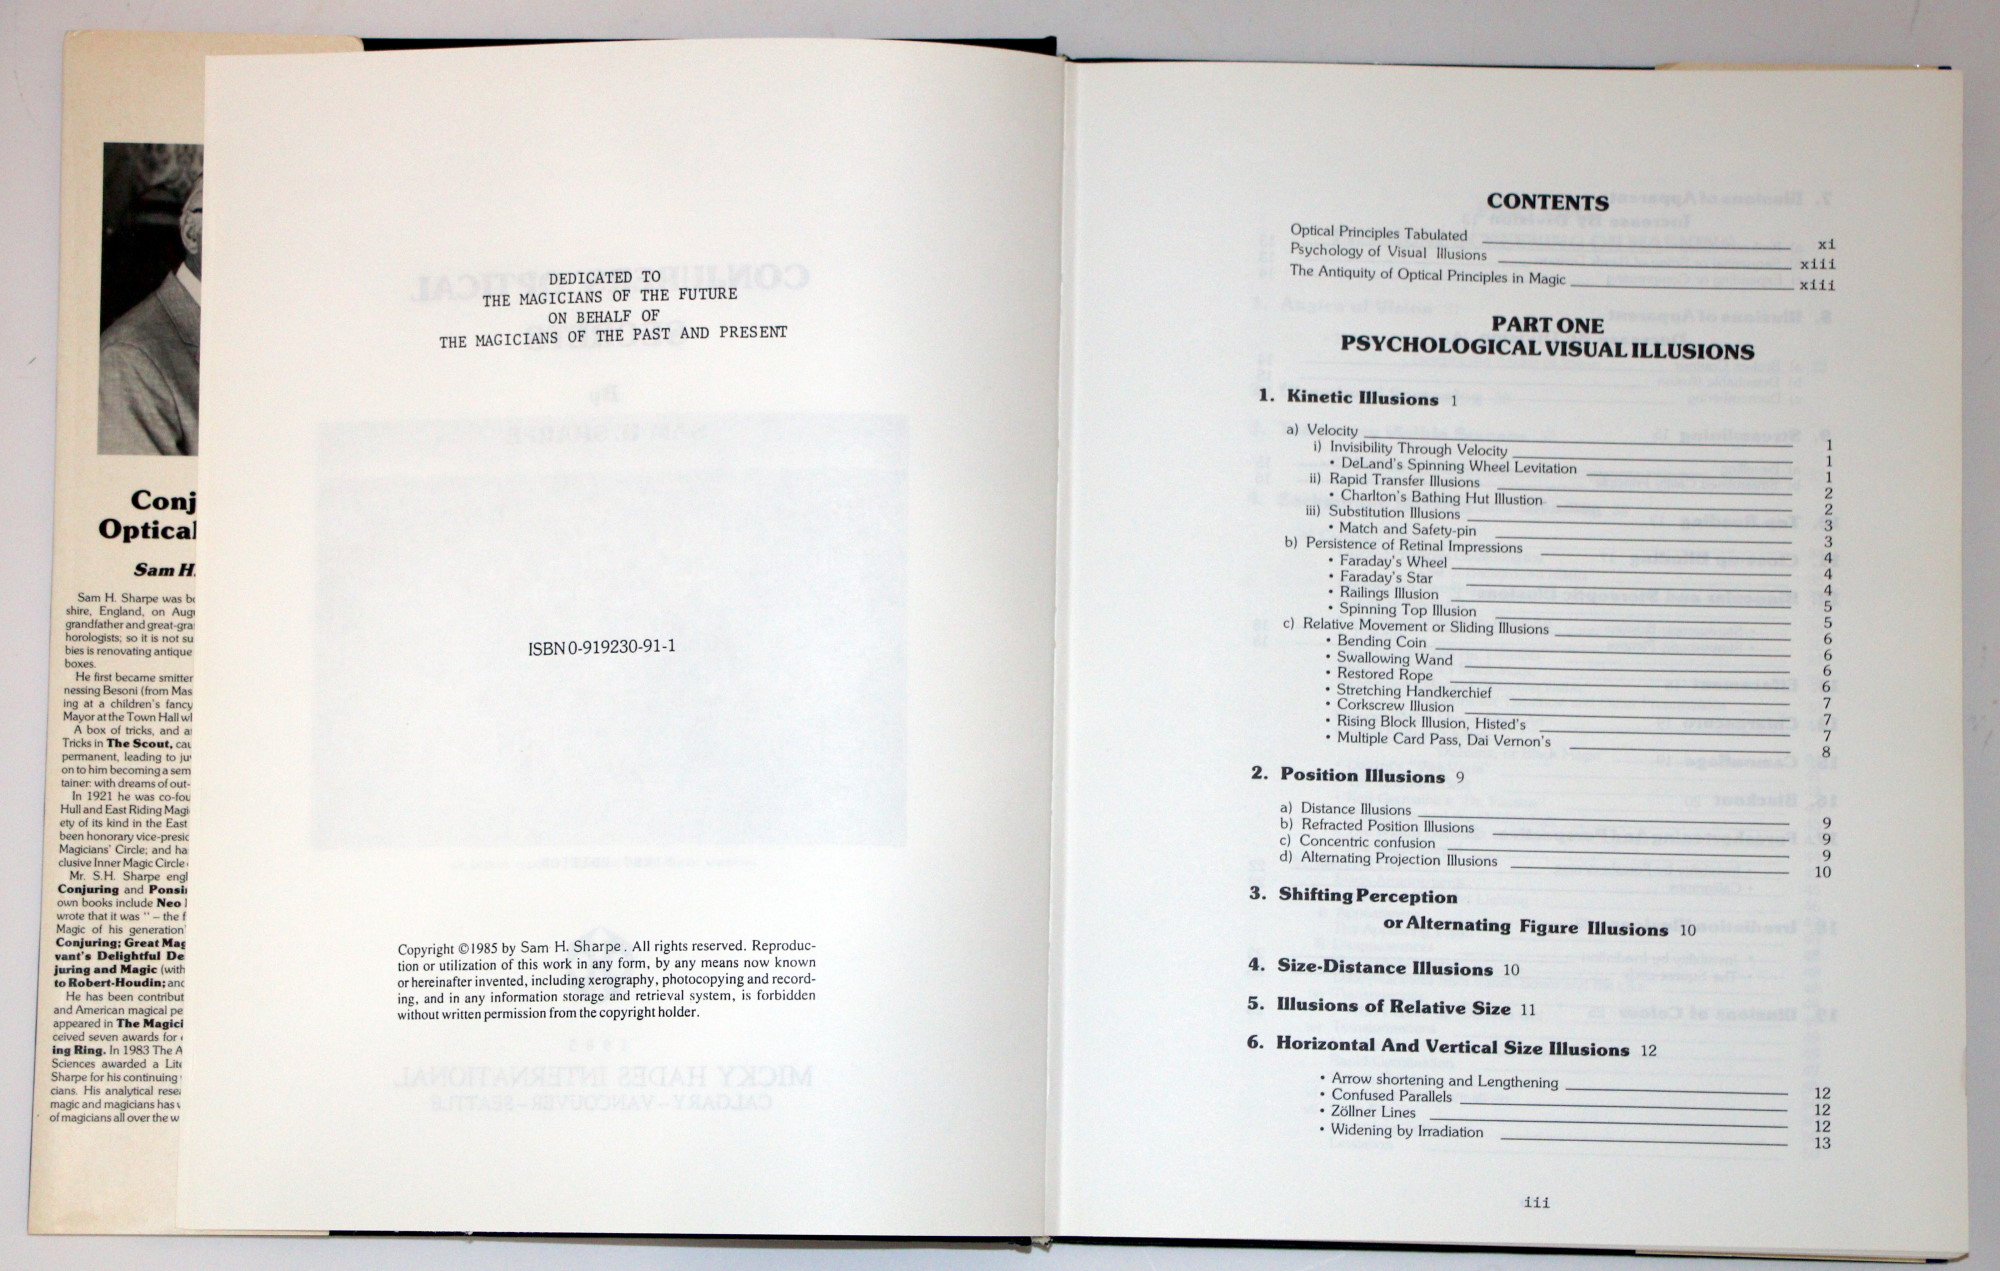 Conj
Optical
Sam H.
Sam H. Sharpe was
shire, England, on Aug
grandfather and great-gra
horologists; so it is not su
bies is renovating antique
boxes.
He first became smitten
nessing Besoni (from Mas
ing at a children's fancy
Mayor at the Town Hall
A box of tricks, and
Tricks in The Scout,
permanent, leading to
on to him becoming a sem
tainer: with dreams of out-
In 1921 he was co-fou
Hull and East Riding Magi
ety of its kind in the East
been honorary vice-presid
Magicians' Circle; and ha
clusive Inner Magic Circle
Mr. S.H. Sharpe engl
Conjuring and Ponsi
own books include Neo
wrote that it was " – the f
Magic of his generation
Conjuring; Great Mag
vant's Delightful De
juring and Magic (with
to Robert-Houdin; and
He has been contribut
and American magical pe
appeared in The Magici
ceived seven awards for
ing Ring. In 1983 The A
Sciences awarded a Lite
Sharpe for his continuing
cians. His analytical rese
magic and magicians has
of magicians all over the w
DEDICATED TO
THE MAGICIANS OF THE FUTURE
ON BEHALF OF
THE MAGICIANS OF THE PAST AND PRESENT
ISBN 0-919230-91-1
Copyright ©1985 by Sam H. Sharpe. All rights reserved. Reproduc-
tion or utilization of this work in any form, by any means now known
or hereinafter invented, including xerography, photocopying and record-
ing, and in any information storage and retrieval system, is forbidden
without written permission from the copyright holder.
CONTENTS
Optical Principles Tabulated xi
Psychology of Visual Illusions xiii
The Antiquity of Optical Principles in Magic xiii
PART ONE
PSYCHOLOGICAL VISUAL ILLUSIONS
1. Kinetic Illusions 1
a) Velocity 1
i) Invisibility Through Velocity 1
• DeLand's Spinning Wheel Levitation 1
ii) Rapid Transfer Illusions 2
• Charlton's Bathing Hut Illustion 2
iii) Substitution Illusions 3
• Match and Safety-pin 3
b) Persistence of Retinal Impressions 4
• Faraday's Wheel 4
• Faraday's Star 4
• Railings Illusion 5
• Spinning Top Illusion 5
c) Relative Movement or Sliding Illusions 6
• Bending Coin 6
• Swallowing Wand 6
• Restored Rope 6
• Stretching Handkerchief 7
• Corkscrew Illusion 7
• Rising Block Illusion, Histed's 7
• Multiple Card Pass, Dai Vernon's 8
2. Position Illusions 9
a) Distance Illusions 9
b) Refracted Position Illusions 9
c) Concentric confusion 9
d) Alternating Projection Illusions 10
3. Shifting Perception
or Alternating Figure Illusions 10
4. Size-Distance Illusions 10
5. Illusions of Relative Size 11
6. Horizontal And Vertical Size Illusions 12
• Arrow shortening and Lengthening 12
• Confused Parallels 12
• Zöllner Lines 12
• Widening by Irradiation 13
iii